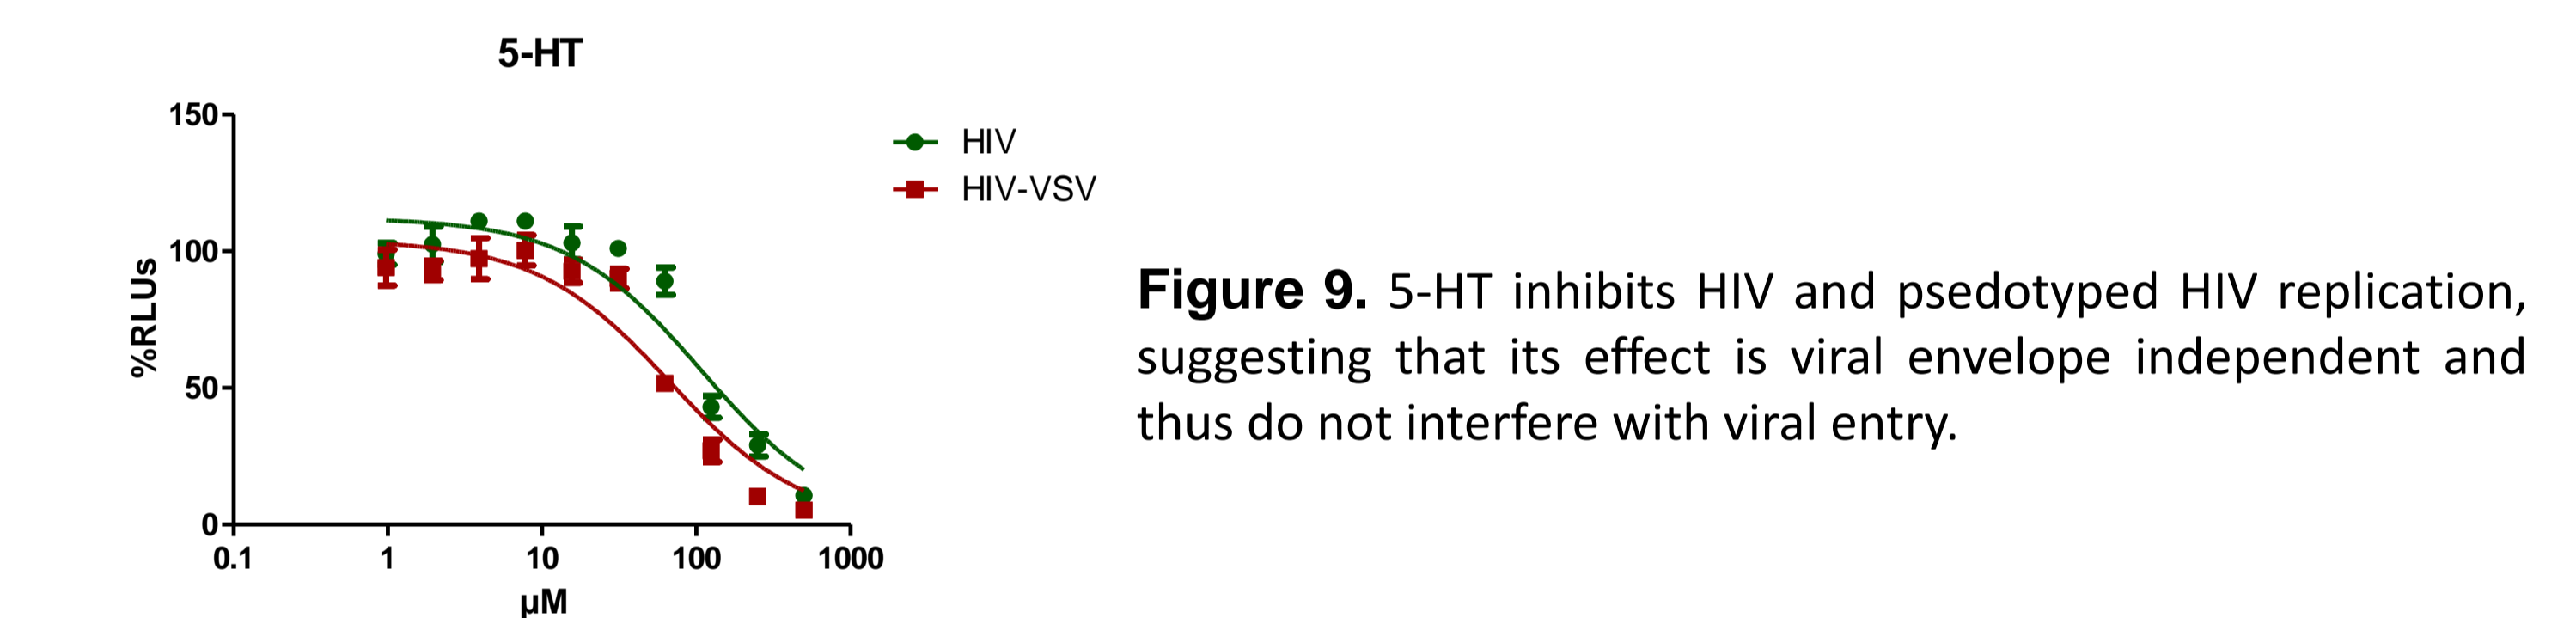 5-HT
150
100
50
0
%RLUs
0.1 1 10 100 1000
µM
HIV
HIV-VSV
Figure 9. 5-HT inhibits HIV and psedotyped HIV replication,
suggesting that its effect is viral envelope independent and
thus do not interfere with viral entry.